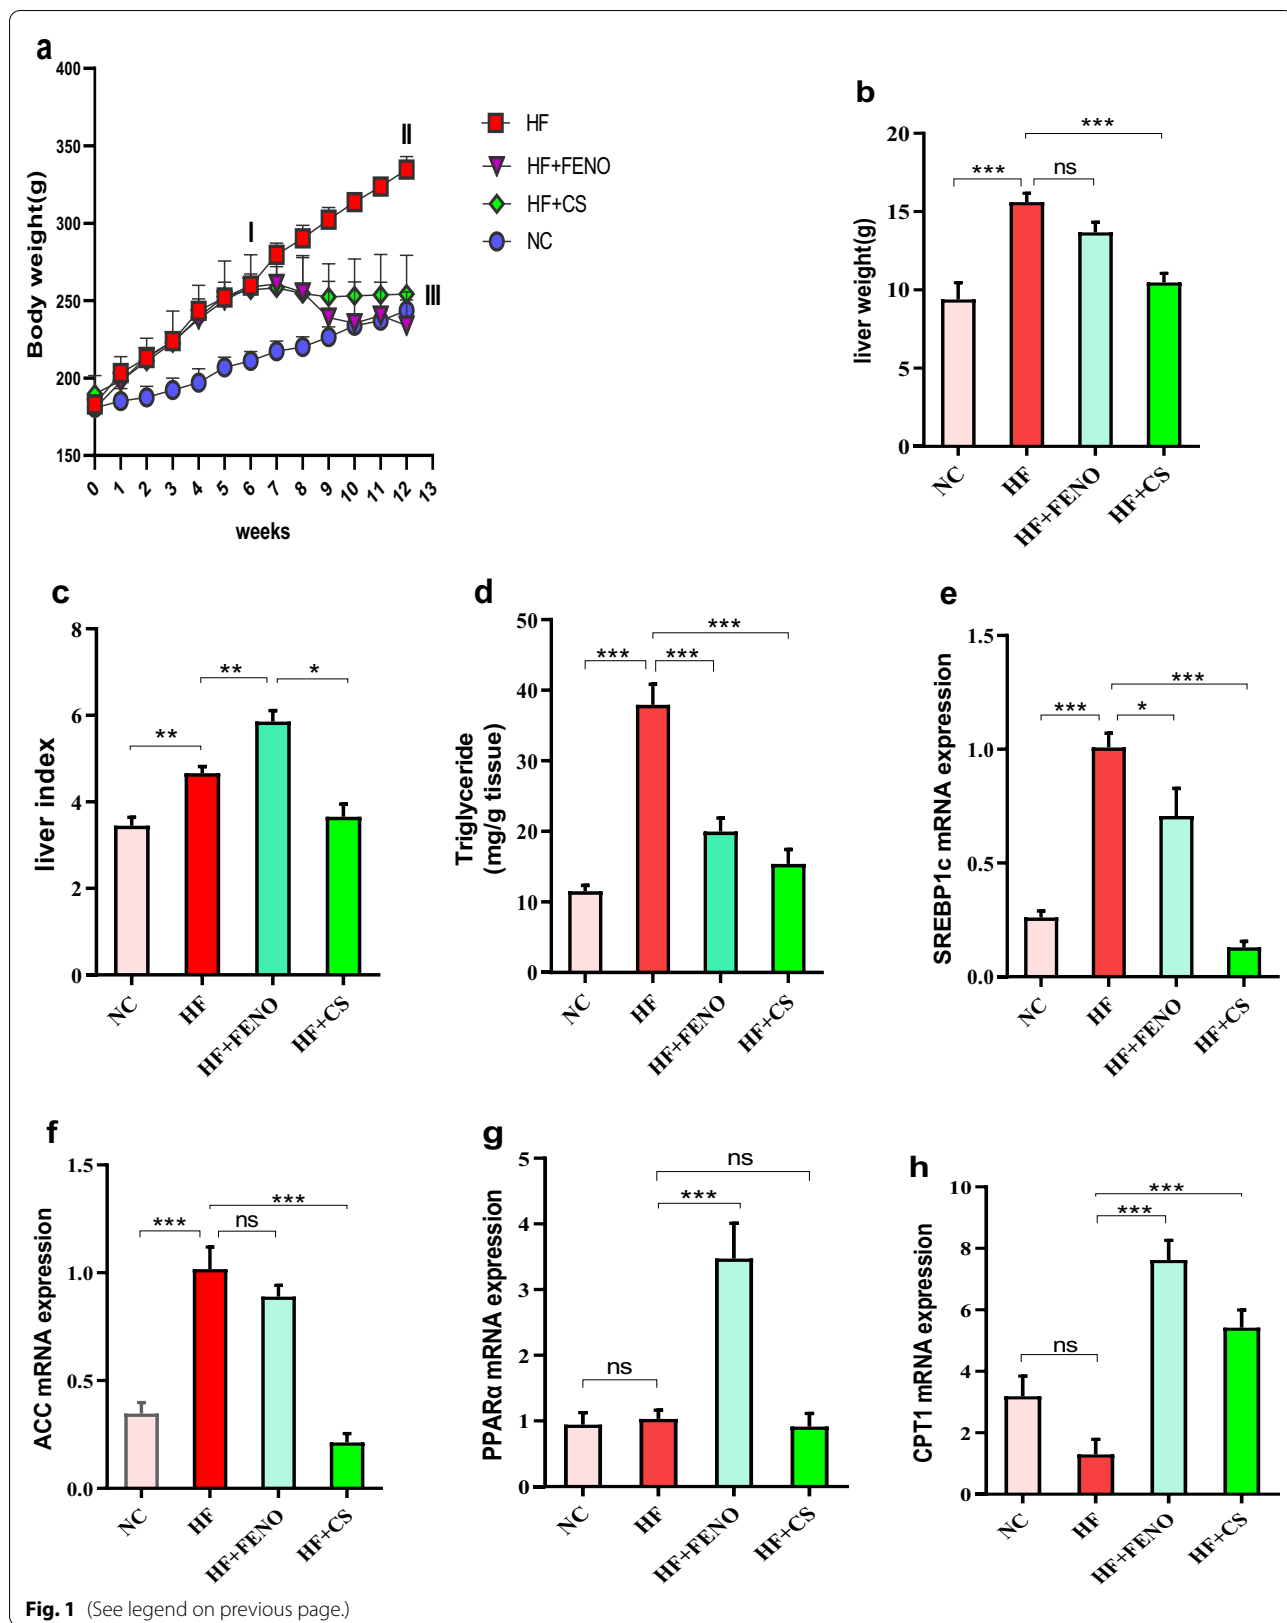 a
400
350
300
250
200
150
Body weight(g)
0 1 2 3 4 5 6 7 8 9 10 11 12 13
weeks
I
II
III
HF
HF+FENO
HF+CS
NC
b
20
15
10
5
0
liver weight(g)
***
ns
***
NC HF HF+FENO HF+CS
c
8
6
4
2
0
liver index
**
**
*
NC HF HF+FENO HF+CS
d
50
40
30
20
10
0
Triglyceride
(mg/g tissue)
***
***
***
NC HF HF+FENO HF+CS
e
1.5
1.0
0.5
0.0
SREBP1c mRNA expression
***
*
***
NC HF HF+FENO HF+CS
f
1.5
1.0
0.5
0.0
ACC mRNA expression
***
ns
***
NC HF HF+FENO HF+CS
g
5
4
3
2
1
0
PPARα mRNA expression
ns
***
ns
NC HF HF+FENO HF+CS
h
10
8
6
4
2
0
CPT1 mRNA expression
ns
***
***
NC HF HF+FENO HF+CS
Fig. 1 (See legend on previous page.)